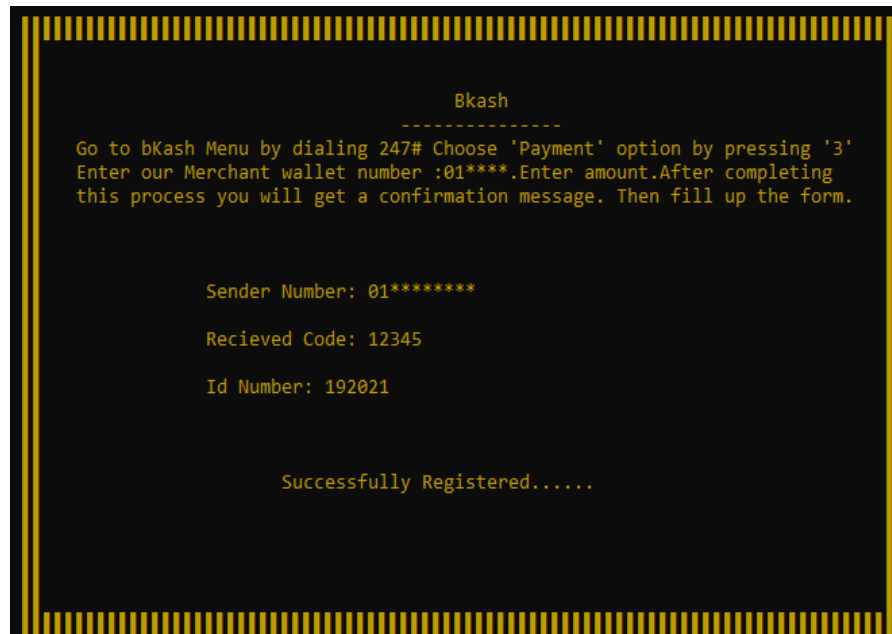 Bkash
---------------
Go to bKash Menu by dialing 247# Choose 'Payment' option by pressing '3'
Enter our Merchant wallet number :01****.Enter amount.After completing
this process you will get a confirmation message. Then fill up the form.
Sender Number: 01********
Recieved Code: 12345
Id Number: 192021
Successfully Registered......